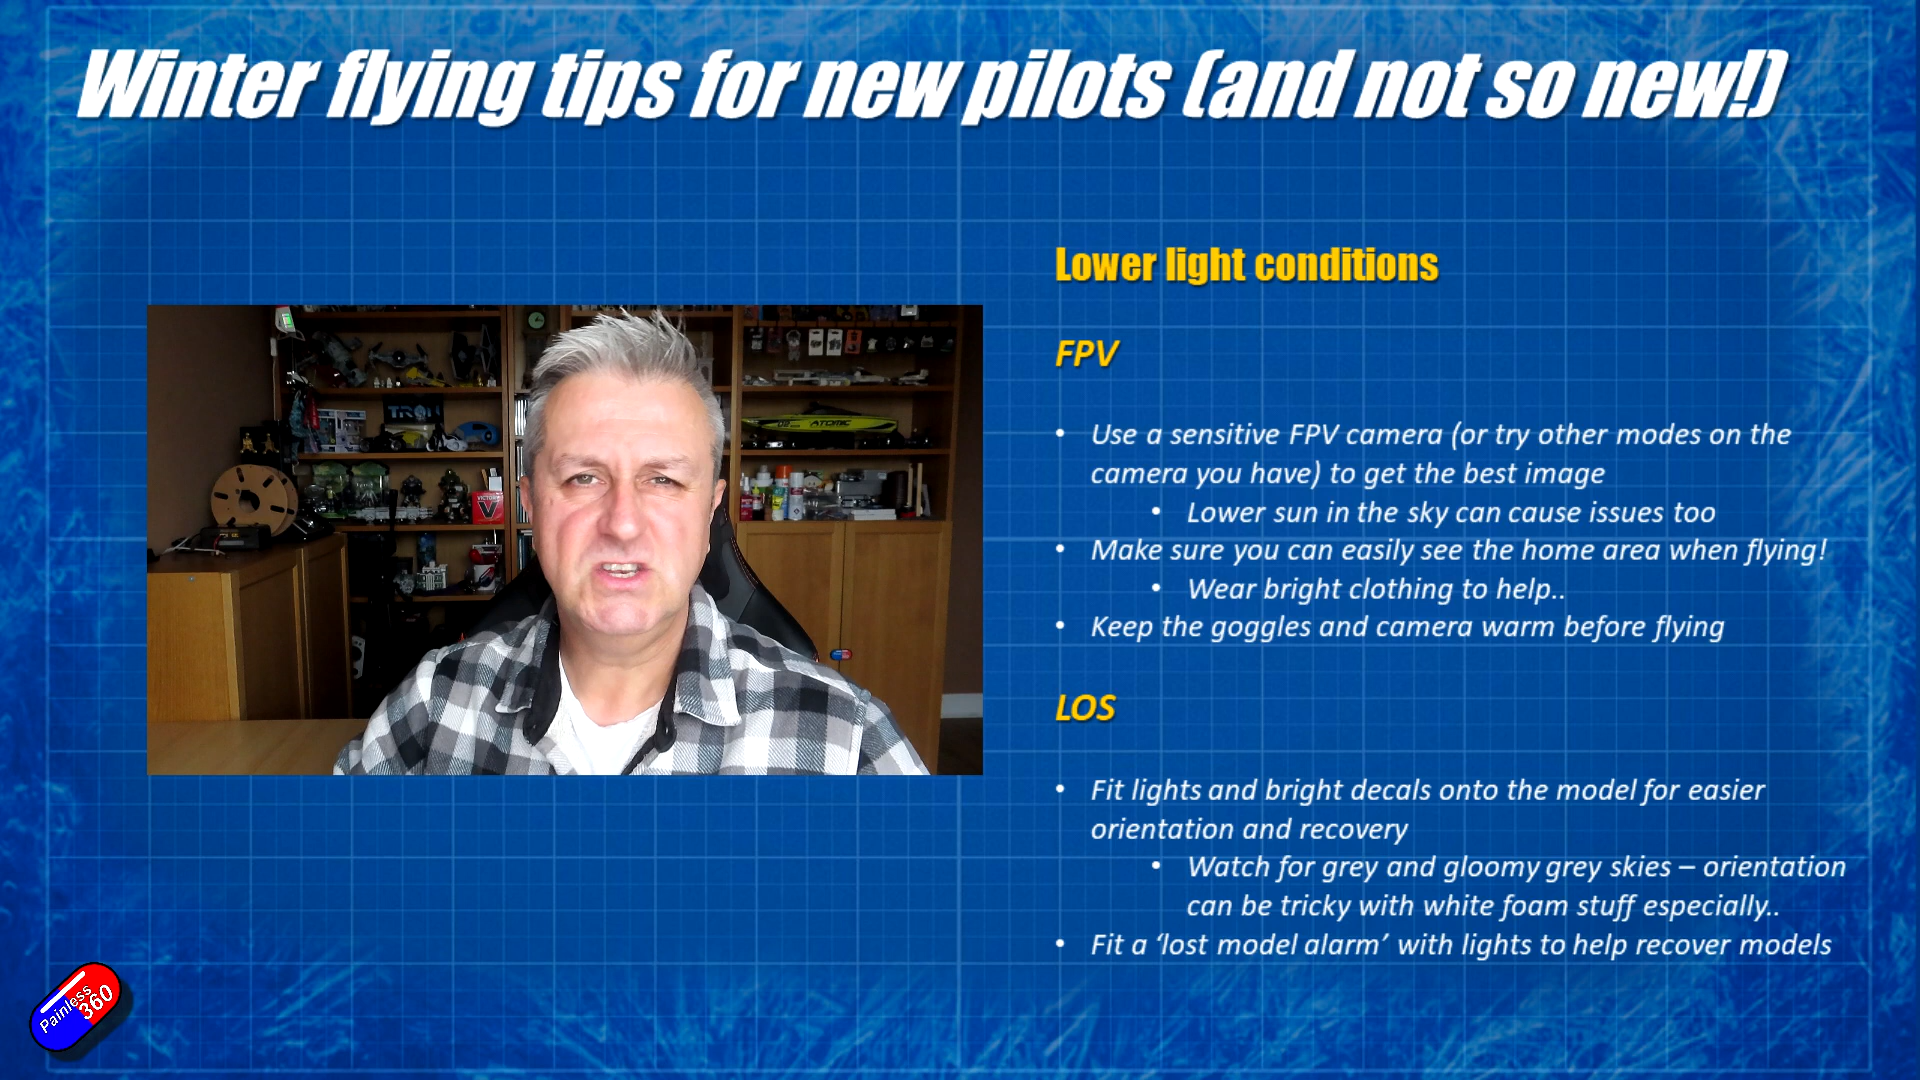 Winter flying tips for new pilots (and not so new!)
Lower light conditions
FPV
• Use a sensitive FPV camera (or try other modes on the
camera you have) to get the best image
• Lower sun in the sky can cause issues too
• Make sure you can easily see the home area when flying!
• Wear bright clothing to help..
• Keep the goggles and camera warm before flying
LOS
• Fit lights and bright decals onto the model for easier
orientation and recovery
• Watch for grey and gloomy grey skies – orientation
can be tricky with white foam stuff especially..
• Fit a ‘lost model alarm’ with lights to help recover models
TRON
ATOMIC
V
Painless
360